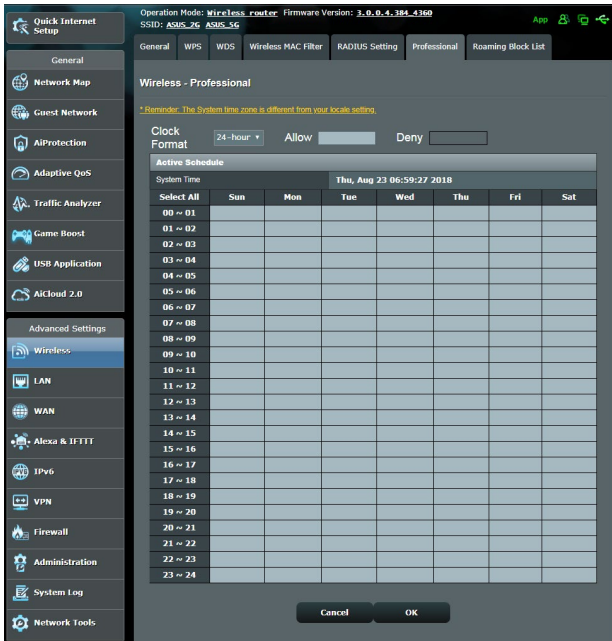 Quick Internet
Setup
General
Network Map
Guest Network
AiProtection
Adaptive QoS
Traffic Analyzer
Game Boost
USB Application
AiCloud 2.0
Advanced Settings
Wireless
LAN
WAN
Alexa & IFTTT
IPv6
VPN
Firewall
Administration
System Log
Network Tools
Operation Mode: Wireless router Firmware Version: 3.0.0.4.384_4360
SSID: ASUS_2G ASUS_5G
App
General WPS WDS Wireless MAC Filter RADIUS Setting Professional Roaming Block List
Wireless - Professional
* Reminder: The System time zone is different from your locale setting.
Clock
Format 24-hour Allow Deny
Active Schedule
System Time Thu, Aug 23 06:59:27 2018
Select All Sun Mon Tue Wed Thu Fri Sat
00 ~ 01
01 ~ 02
02 ~ 03
03 ~ 04
04 ~ 05
05 ~ 06
06 ~ 07
07 ~ 08
08 ~ 09
09 ~ 10
10 ~ 11
11 ~ 12
12 ~ 13
13 ~ 14
14 ~ 15
15 ~ 16
16 ~ 17
17 ~ 18
18 ~ 19
19 ~ 20
20 ~ 21
21 ~ 22
22 ~ 23
23 ~ 24
Cancel OK